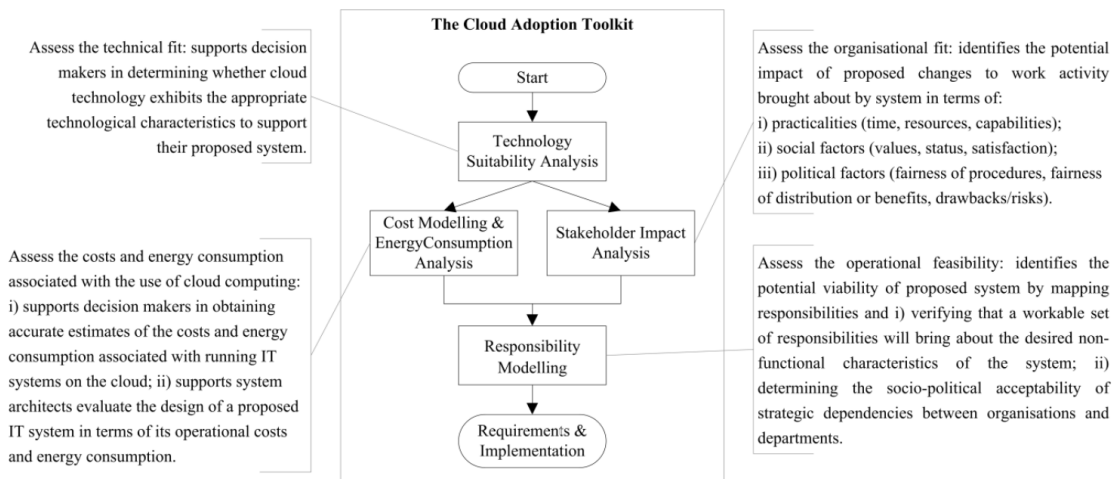 The Cloud Adoption Toolkit
Assess the technical fit: supports decision
makers in determining whether cloud
technology exhibits the appropriate
technological characteristics to support
their proposed system.
Start
Technology
Suitability Analysis
Assess the organisational fit: identifies the potential
impact of proposed changes to work activity
brought about by system in terms of:
i) practicalities (time, resources, capabilities);
ii) social factors (values, status, satisfaction);
iii) political factors (fairness of procedures, fairness
of distribution or benefits, drawbacks/risks).
Cost Modelling &
EnergyConsumption
Analysis
Stakeholder Impact
Analysis
Assess the costs and energy consumption
associated with the use of cloud computing:
i) supports decision makers in obtaining
accurate estimates of the costs and energy
consumption associated with running IT
systems on the cloud; ii) supports system
architects evaluate the design of a proposed
IT system in terms of its operational costs
and energy consumption.
Responsibility
Modelling
Assess the operational feasibility: identifies the
potential viability of proposed system by mapping
responsibilities and i) verifying that a workable set
of responsibilities will bring about the desired non-
functional characteristics of the system; ii)
determining the socio-political acceptability of
strategic dependencies between organisations and
departments.
Requirements &
Implementation